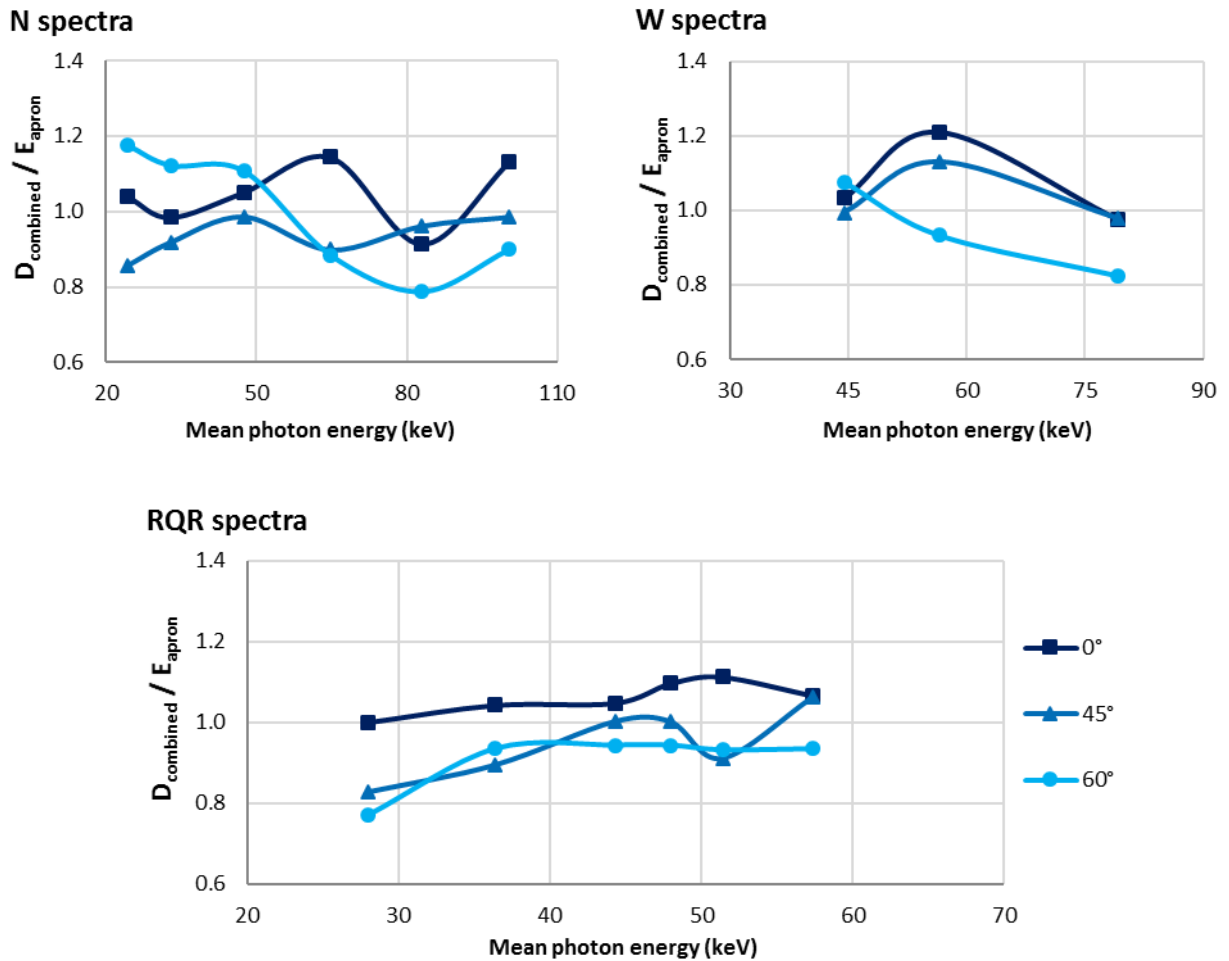 N spectra
1.4
1.2
1.0
0.8
0.6
D combined / E apron
20 50 80 110
Mean photon energy (keV)
W spectra
1.4
1.2
1.0
0.8
0.6
D combined / E apron
30 45 60 75 90
Mean photon energy (keV)
RQR spectra
1.4
1.2
1.0
0.8
0.6
D combined / E apron
20 30 40 50 60 70
Mean photon energy (keV)
0°
45°
60°